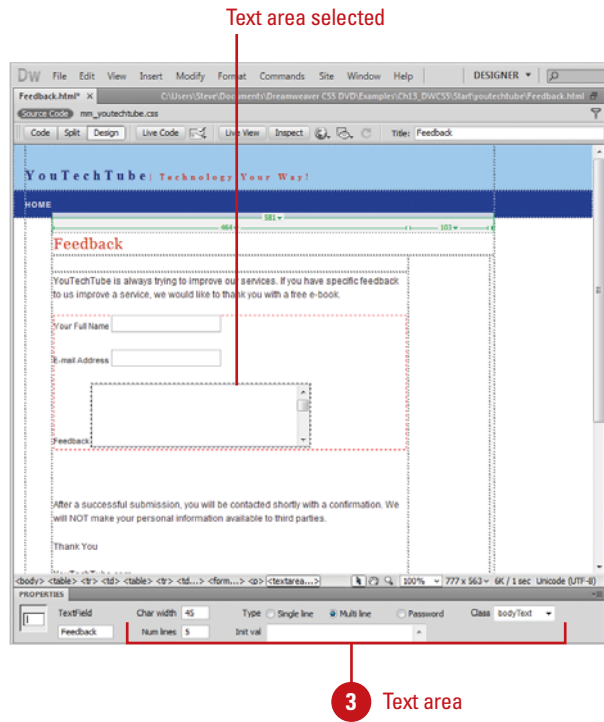 Text area selected
DW File Edit View Insert Modify Format Commands Site Window Help DESIGNER
Feedback.html* × C:\Users\Steve\Documents\Dreamweaver CS5 DVD\Examples\Ch13_DWCS5\Start\youtechtube\Feedback.html
Source Code mm_youtechtube.css
Code Split Design Live Code Live View Inspect Title: Feedback
YouTechTube| Technology Your Way!
HOME
581
464 103
Feedback
YouTechTube is always trying to improve our services. If you have specific feedback
to us improve a service, we would like to thank you with a free e-book.
Your Full Name
E-mail Address
Feedback
After a successful submission, you will be contacted shortly with a confirmation. We
will NOT make your personal information available to third parties.
Thank You
YouTechTube.com
<body> <table> <tr> <td> <table> <tr> <td...> <form...> <p> <textarea...> 100% 777 x 563 6K / 1 sec Unicode (UTF-8)
PROPERTIES
TextField Char width 45 Type Single line Multi line Password Class bodyText
Feedback Num lines 5 Init val
3 Text area